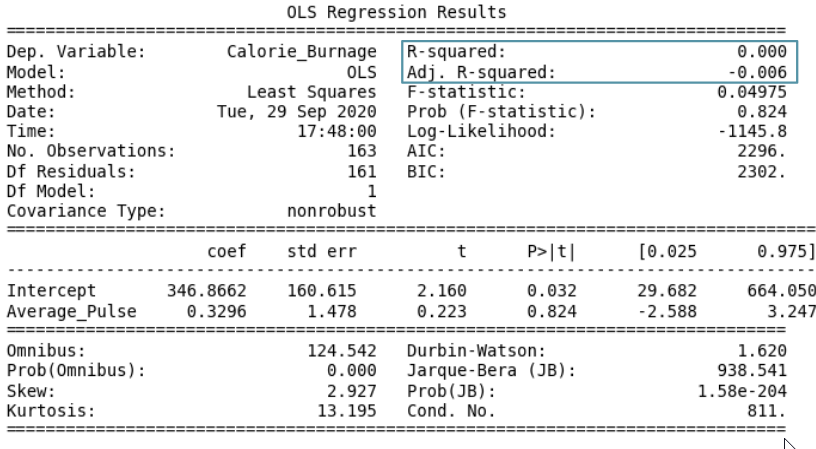 OLS Regression Results
==============================================================================
Dep. Variable: Calorie_Burnage R-squared: 0.000
Model: OLS Adj. R-squared: -0.006
Method: Least Squares F-statistic: 0.04975
Date: Tue, 29 Sep 2020 Prob (F-statistic): 0.824
Time: 17:48:00 Log-Likelihood: -1145.8
No. Observations: 163 AIC: 2296.
Df Residuals: 161 BIC: 2302.
Df Model: 1
Covariance Type: nonrobust
=================================================================================
coef std err t P>|t| [0.025 0.975]
---------------------------------------------------------------------------------
Intercept 346.8662 160.615 2.160 0.032 29.682 664.050
Average_Pulse 0.3296 1.478 0.223 0.824 -2.588 3.247
==============================================================================
Omnibus: 124.542 Durbin-Watson: 1.620
Prob(Omnibus): 0.000 Jarque-Bera (JB): 938.541
Skew: 2.927 Prob(JB): 1.58e-204
Kurtosis: 13.195 Cond. No. 811.
==============================================================================